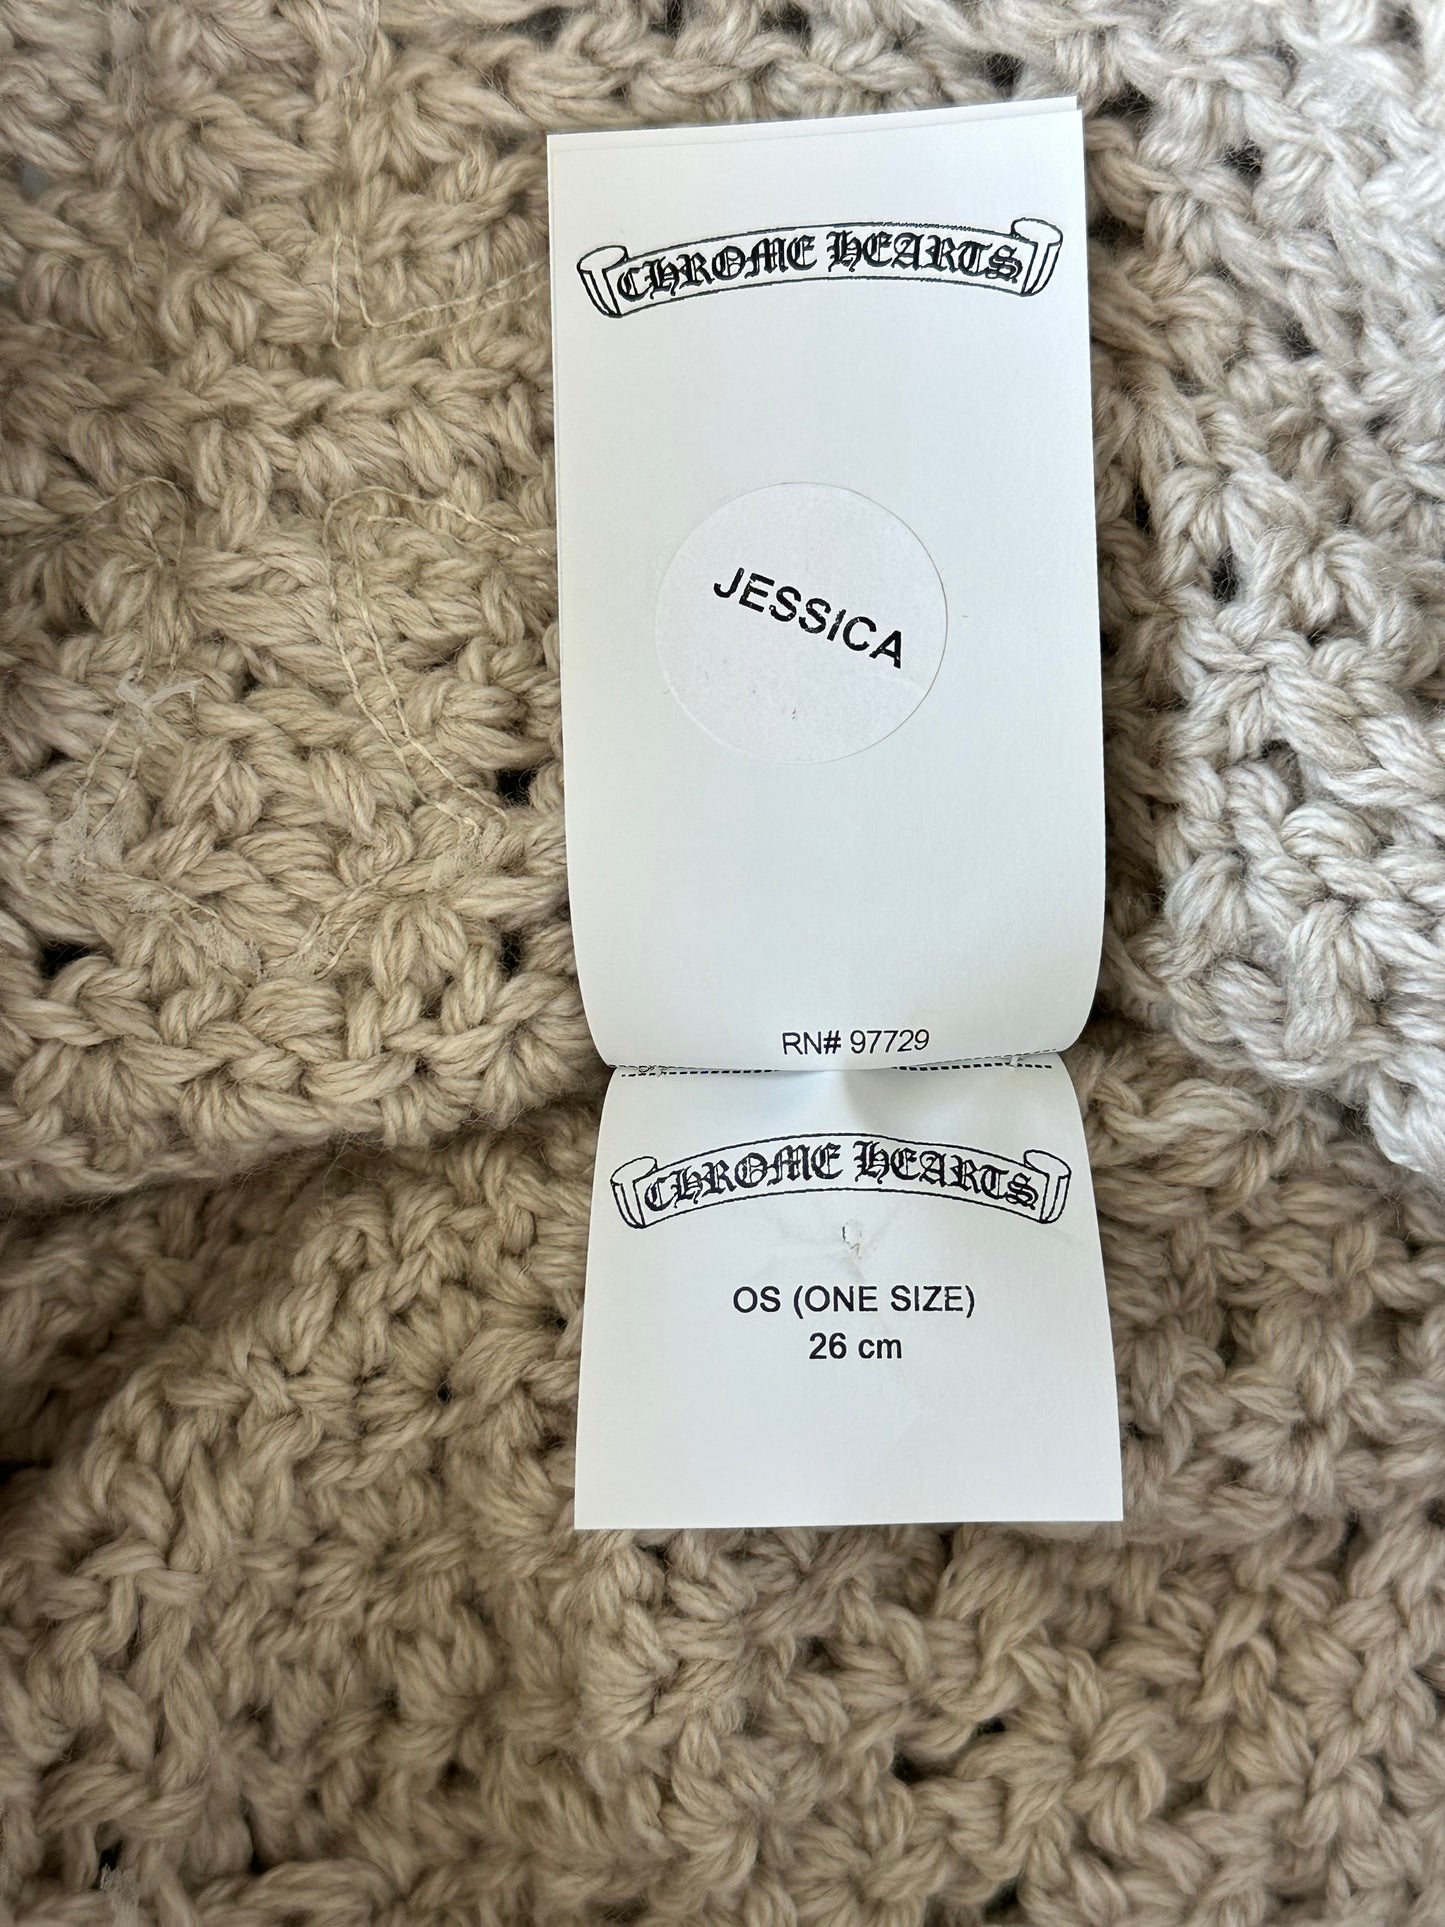 CHROME HEARTS
JESSICA
RN# 97729
CHROME HEARTS
OS (ONE SIZE)
26 cm